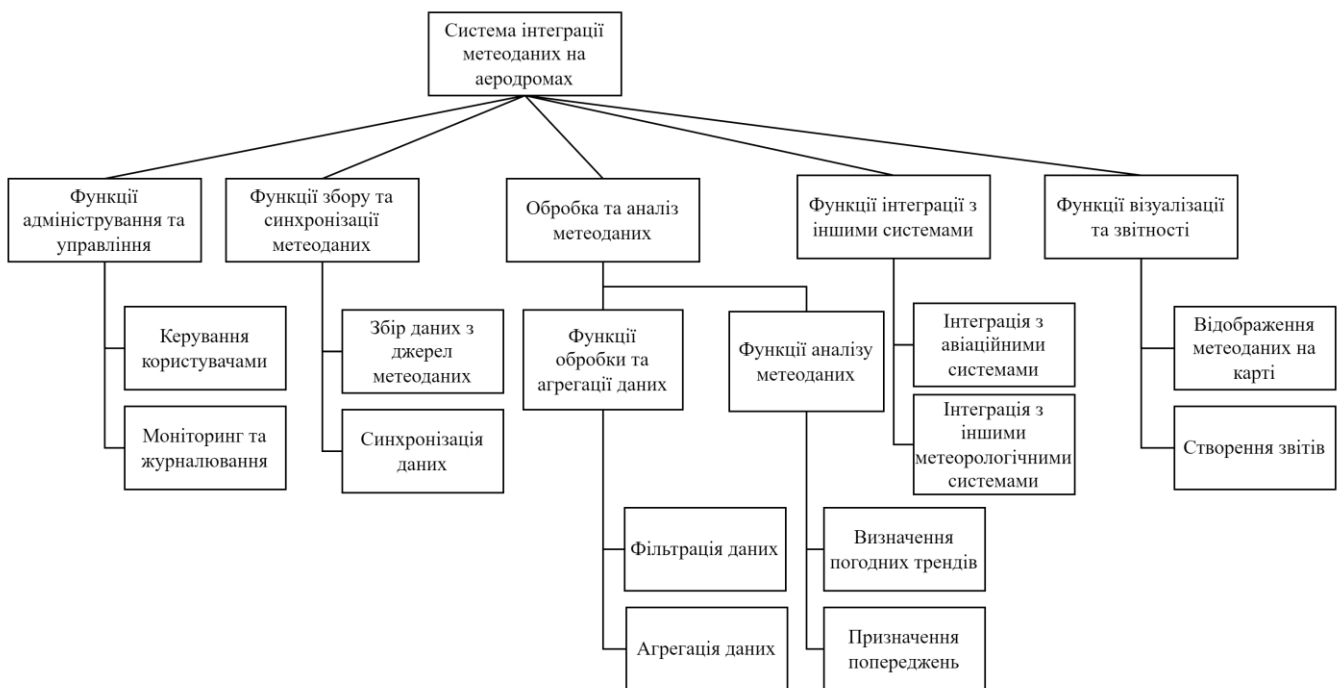 Система інтеграції
метеоданих на
аеродромах
Функції
адміністрування та
управління
Функції збору та
синхронізації
метеоданих
Обробка та аналіз
метеоданих
Функції інтеграції з
іншими системами
Функції візуалізації
та звітності
Керування
користувачами
Моніторинг та
журналювання
Збір даних з
джерел
метеоданих
Синхронізація
даних
Функції
обробки та
агрегації даних
Функції аналізу
метеоданих
Фільтрація даних
Агрегація даних
Визначення
погодних трендів
Призначення
попереджень
Інтеграція з
авіаційними
системами
Інтеграція з
іншими
метеорологічними
системами
Відображення
метеоданих на
карті
Створення звітів